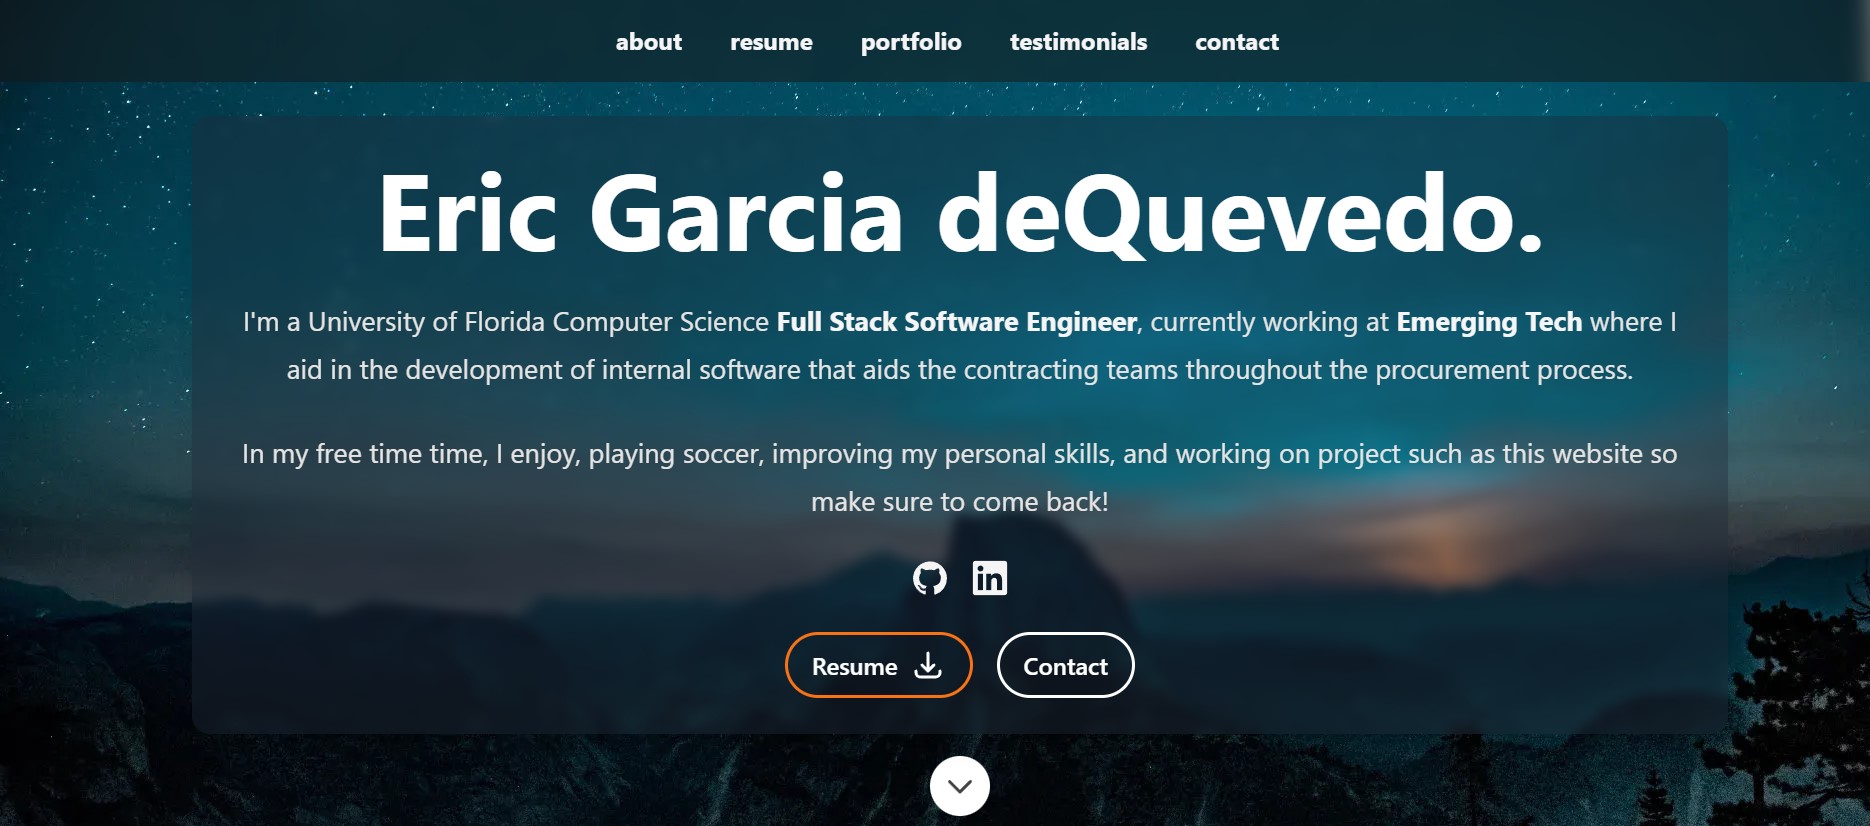 about resume portfolio testimonials contact
Eric Garcia deQuevedo.
I'm a University of Florida Computer Science Full Stack Software Engineer, currently working at Emerging Tech where I
aid in the development of internal software that aids the contracting teams throughout the procurement process.
In my free time time, I enjoy, playing soccer, improving my personal skills, and working on project such as this website so
make sure to come back!
in
Resume Contact